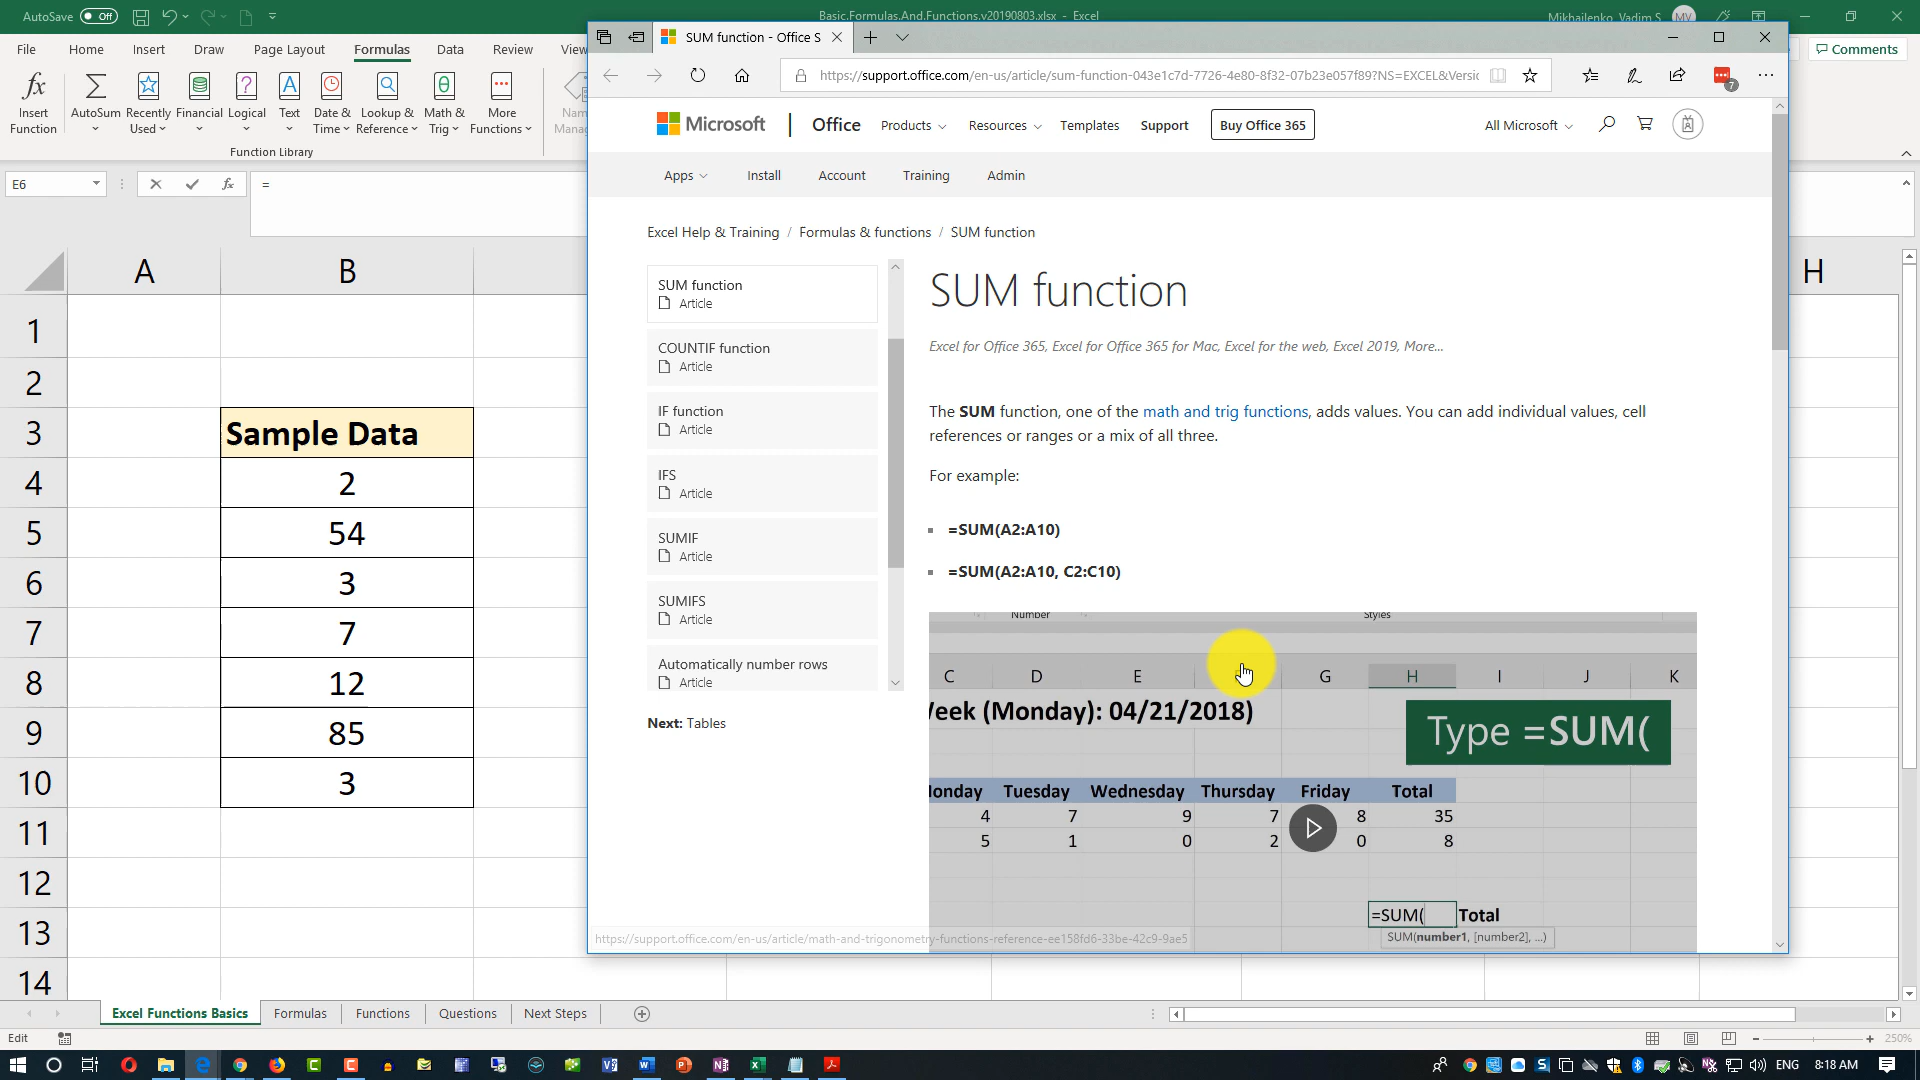 AutoSave Off
Basic.Formulas.And.Functions.v20190803.xlsx - Excel
Mikhailenko, Vadim S MV
File Home Insert Draw Page Layout Formulas Data Review
Comments
Insert Function
AutoSum
Recently Used
Financial
Logical
Text
Date & Time
Lookup & Reference
Math & Trig
More Functions
Function Library
E6
fx
=
A B H
1
2
3 Sample Data
4 2
5 54
6 3
7 7
8 12
9 85
10 3
11
12
13
14
SUM function - Office S
https://support.office.com/en-us/article/sum-function-043e1c7d-7726-4e80-8f32-07b23e057f89?NS=EXCEL&Versic
7
Microsoft Office Products Resources Templates Support Buy Office 365 All Microsoft
Apps Install Account Training Admin
Excel Help & Training / Formulas & functions / SUM function
SUM function
Article
COUNTIF function
Article
IF function
Article
IFS
Article
SUMIF
Article
SUMIFS
Article
Automatically number rows
Article
Next: Tables
SUM function
Excel for Office 365, Excel for Office 365 for Mac, Excel for the web, Excel 2019, More...
The SUM function, one of the math and trig functions, adds values. You can add individual values, cell
references or ranges or a mix of all three.
For example:
=SUM(A2:A10)
=SUM(A2:A10, C2:C10)
Number Styles
C D E G H I J K
Week (Monday): 04/21/2018)
Type =SUM(
onday Tuesday Wednesday Thursday Friday Total
4 7 9 7 8 35
5 1 0 2 0 8
=SUM( Total
SUM(number1, [number2], ...)
https://support.office.com/en-us/article/math-and-trigonometry-functions-reference-ee158fd6-33be-42c9-9ae5
Excel Functions Basics Formulas Functions Questions Next Steps
Edit
250%
ENG 8:18 AM